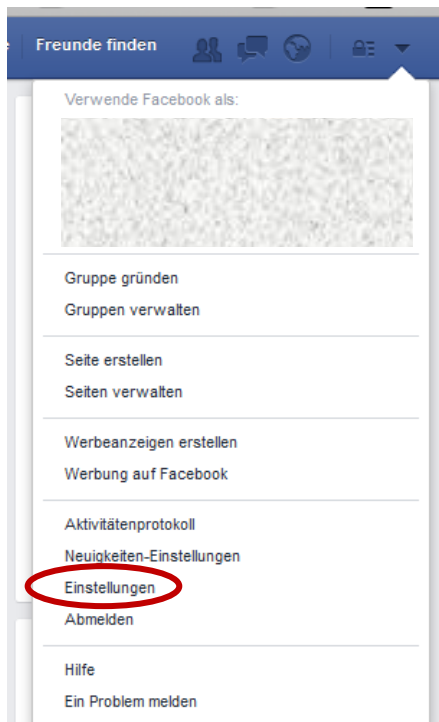 Freunde finden
Verwende Facebook als:
Gruppe gründen
Gruppen verwalten
Seite erstellen
Seiten verwalten
Werbeanzeigen erstellen
Werbung auf Facebook
Aktivitätenprotokoll
Neuigkeiten-Einstellungen
Einstellungen
Abmelden
Hilfe
Ein Problem melden